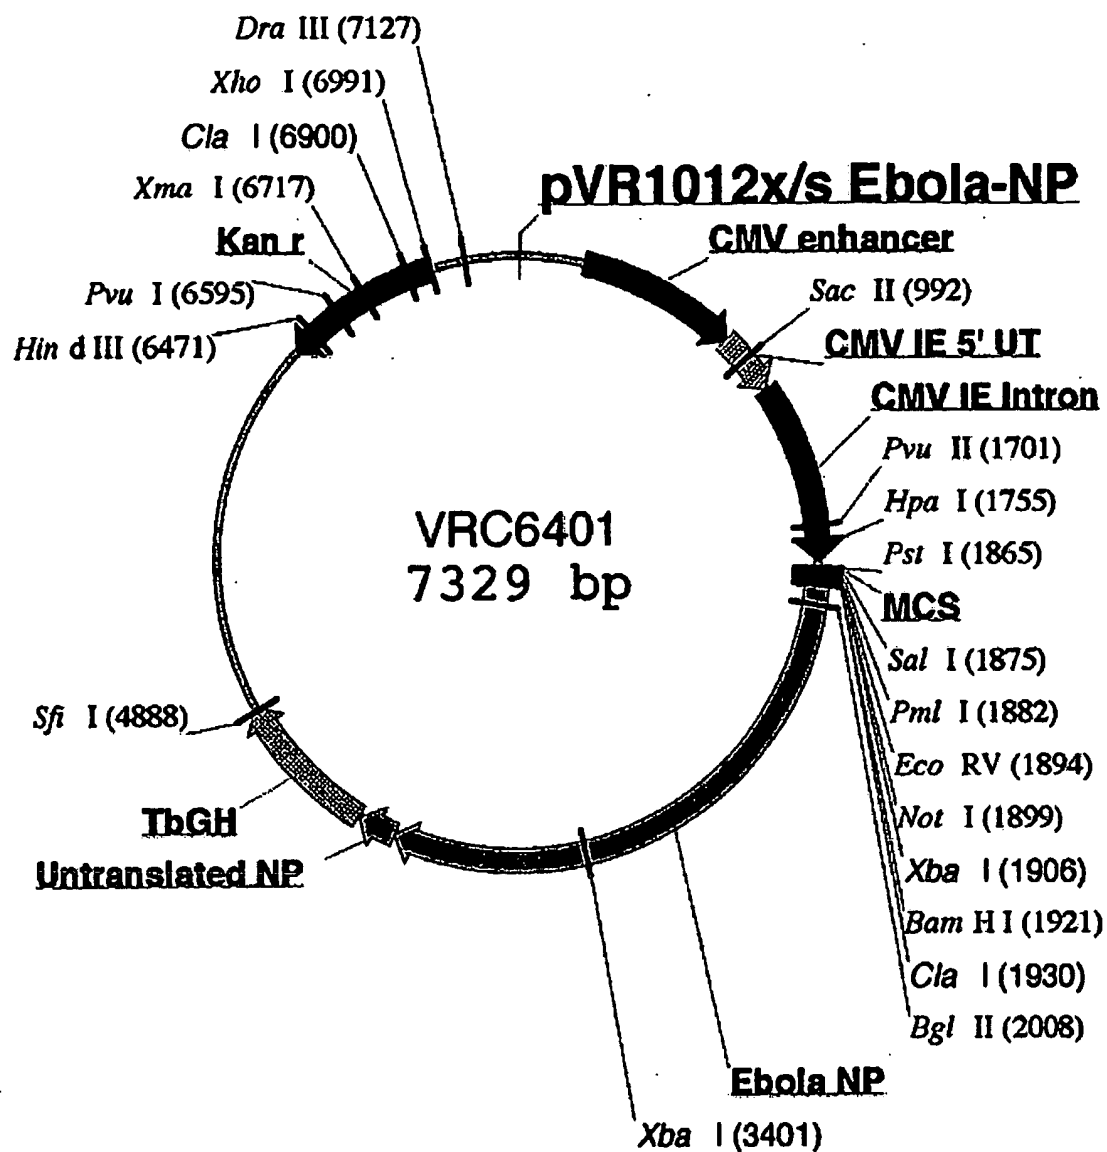 Dra III (7127)
Xho I (6991)
Cla I (6900)
Xma I (6717)
Kan r
Pvu I (6595)
Hin d III (6471)
pVR1012x/s Ebola-NP
CMV enhancer
Sac II (992)
CMV IE 5' UT
CMV IE Intron
Pvu II (1701)
Hpa I (1755)
Pst I (1865)
MCS
Sal I (1875)
Pml I (1882)
Eco RV (1894)
Not I (1899)
Xba I (1906)
Bam H I (1921)
Cla I (1930)
Bgl II (2008)
VRC6401
7329 bp
Sfi I (4888)
TbGH
Untranslated NP
Ebola NP
Xba I (3401)